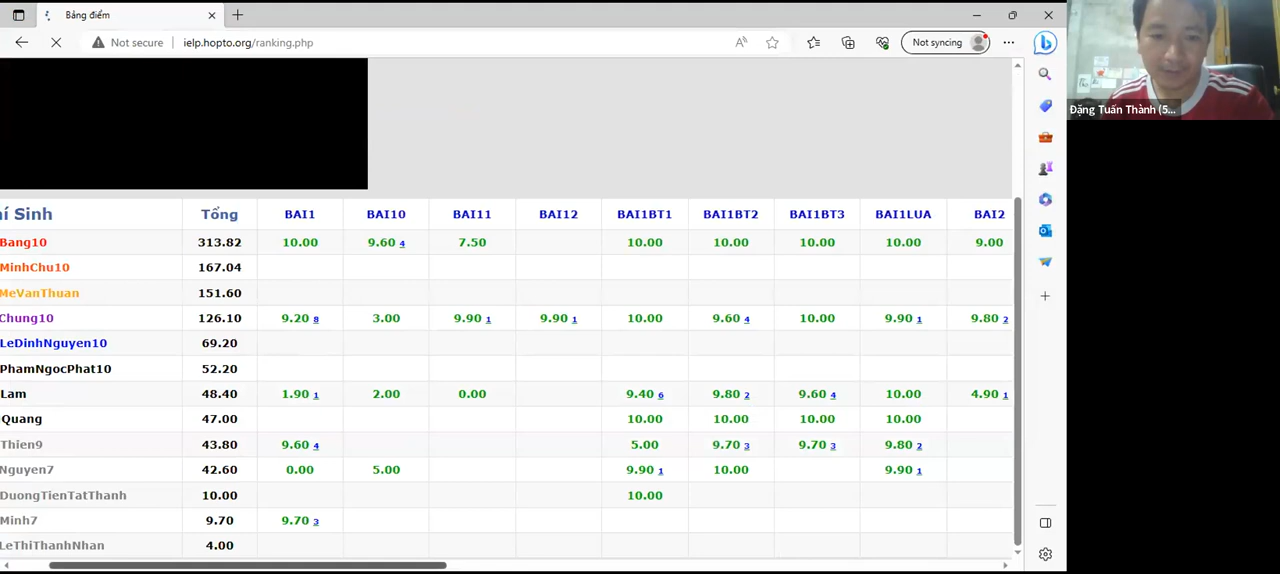 Bảng điểm
Not secure ielp.hopto.org/ranking.php Not syncing
Đặng Tuấn Thành (5...
í Sinh Tổng BAI1 BAI10 BAI11 BAI12 BAI1BT1 BAI1BT2 BAI1BT3 BAI1LUA BAI2
Bang10 313.82 10.00 9.60 4 7.50 10.00 10.00 10.00 10.00 9.00
MinhChu10 167.04
MeVanThuan 151.60
Chung10 126.10 9.20 8 3.00 9.90 1 9.90 1 10.00 9.60 4 10.00 9.90 1 9.80 2
LeDinhNguyen10 69.20
PhamNgocPhat10 52.20
Lam 48.40 1.90 1 2.00 0.00 9.40 6 9.80 2 9.60 4 10.00 4.90 1
Quang 47.00 10.00 10.00 10.00 10.00
Thien9 43.80 9.60 4 5.00 9.70 3 9.70 3 9.80 2
Nguyen7 42.60 0.00 5.00 9.90 1 10.00 9.90 1
DuongTienTatThanh 10.00 10.00
Minh7 9.70 9.70 3
LeThiThanhNhan 4.00